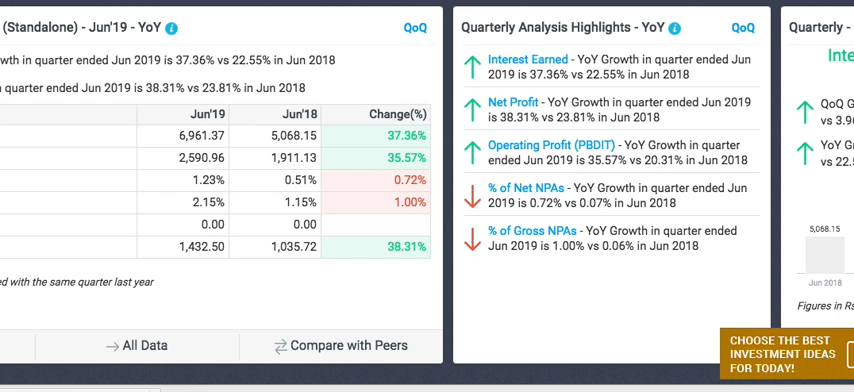 (Standalone) - Jun'19 - YoY
QoQ
wth in quarter ended Jun 2019 is 37.36% vs 22.55% in Jun 2018
quarter ended Jun 2019 is 38.31% vs 23.81% in Jun 2018
Jun'19 Jun'18 Change(%)
6,961.37 5,068.15 37.36%
2,590.96 1,911.13 35.57%
1.23% 0.51% 0.72%
2.15% 1.15% 1.00%
0.00 0.00
1,432.50 1,035.72 38.31%
ed with the same quarter last year
All Data
Compare with Peers
Quarterly Analysis Highlights - YoY
QoQ
Interest Earned - YoY Growth in quarter ended Jun
2019 is 37.36% vs 22.55% in Jun 2018
Net Profit - YoY Growth in quarter ended Jun 2019
is 38.31% vs 23.81% in Jun 2018
Operating Profit (PBDIT) - YoY Growth in quarter
ended Jun 2019 is 35.57% vs 20.31% in Jun 2018
% of Net NPAs - YoY Growth in quarter ended Jun
2019 is 0.72% vs 0.07% in Jun 2018
% of Gross NPAs - YoY Growth in quarter ended
Jun 2019 is 1.00% vs 0.06% in Jun 2018
Quarterly -
Inte
QoQ G
vs 3.9
YoY G
vs 22.
5,068.15
Jun 2018
Figures in Rs
CHOOSE THE BEST
INVESTMENT IDEAS
FOR TODAY!